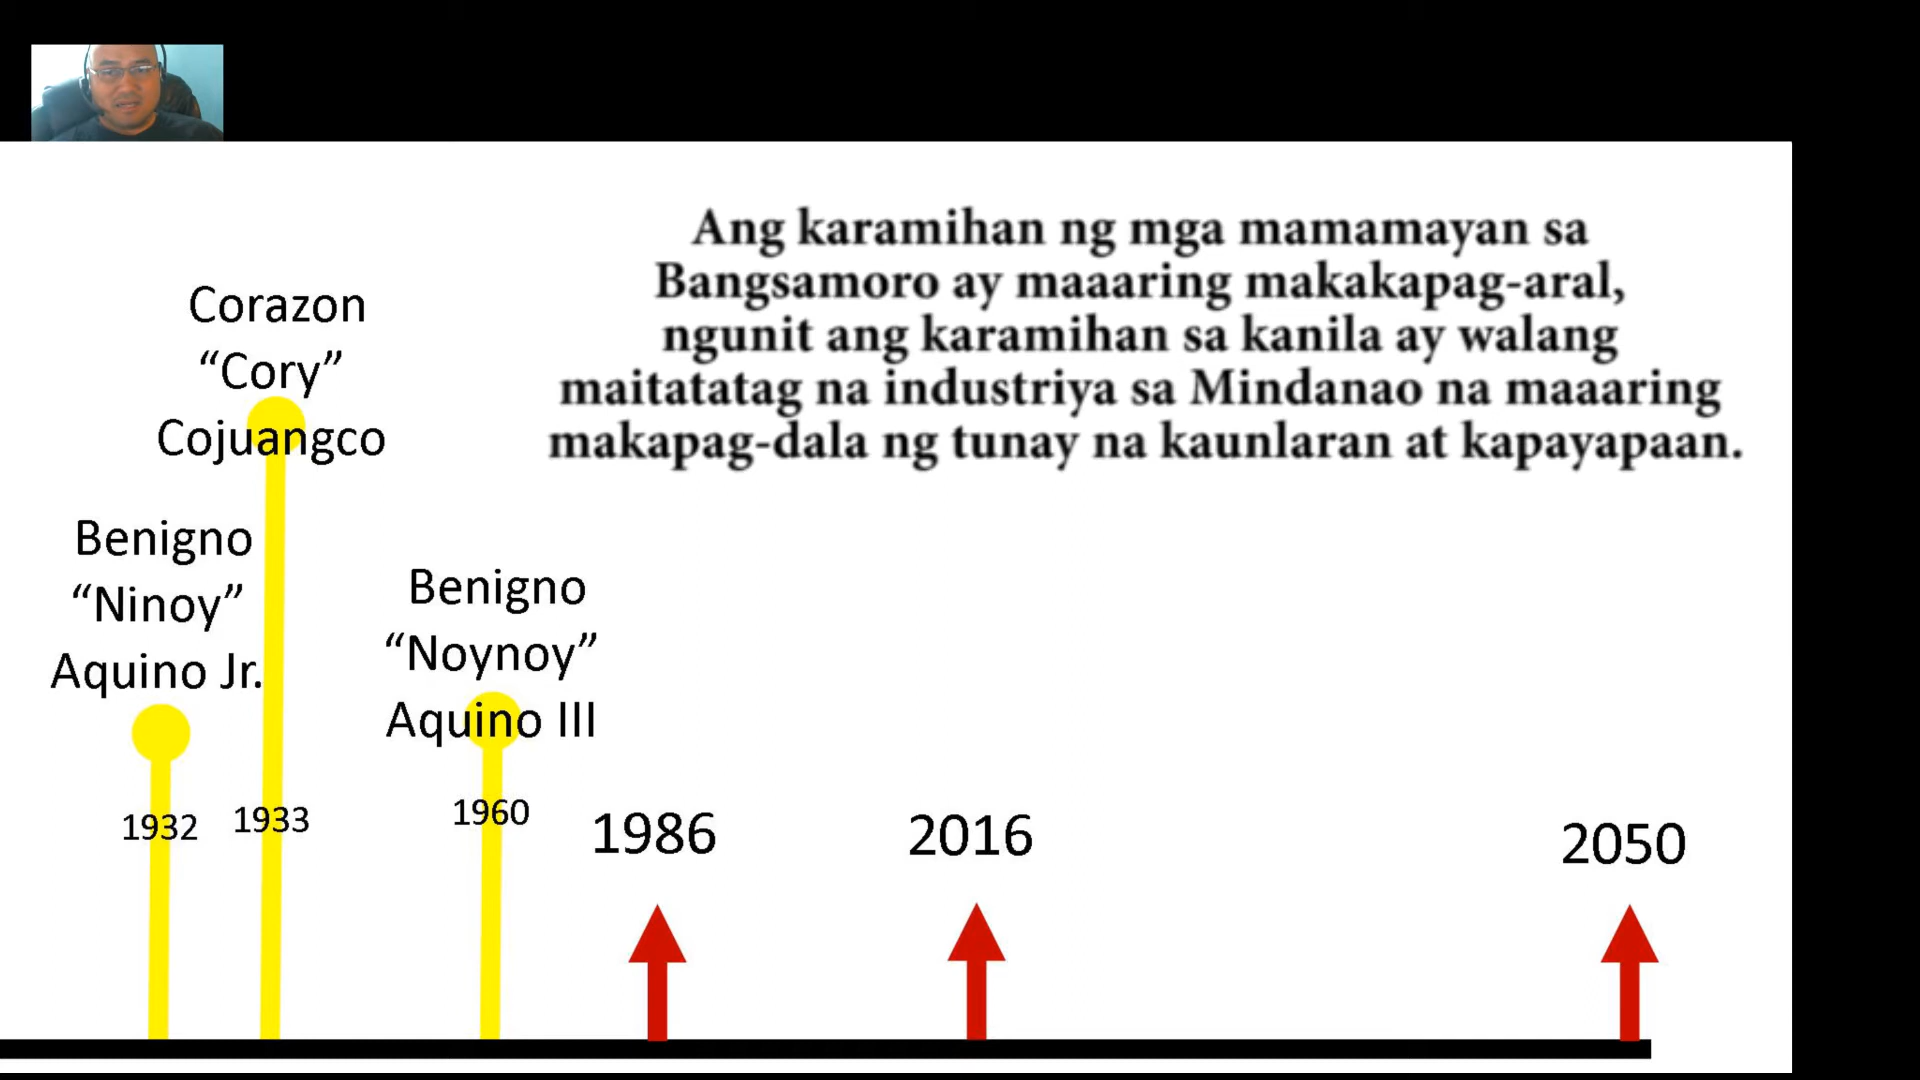 Ang karamihan ng mga mamamayan sa
Bangsamoro ay maaaring makakapag-aral,
ngunit ang karamihan sa kanila ay walang
maitatatag na industriya sa Mindanao na maaaring
makapag-dala ng tunay na kaunlaran at kapayapaan.
Corazon
“Cory”
Cojuangco
Benigno
“Ninoy”
Aquino Jr.
Benigno
“Noynoy”
Aquino III
1932
1933
1960
1986
2016
2050